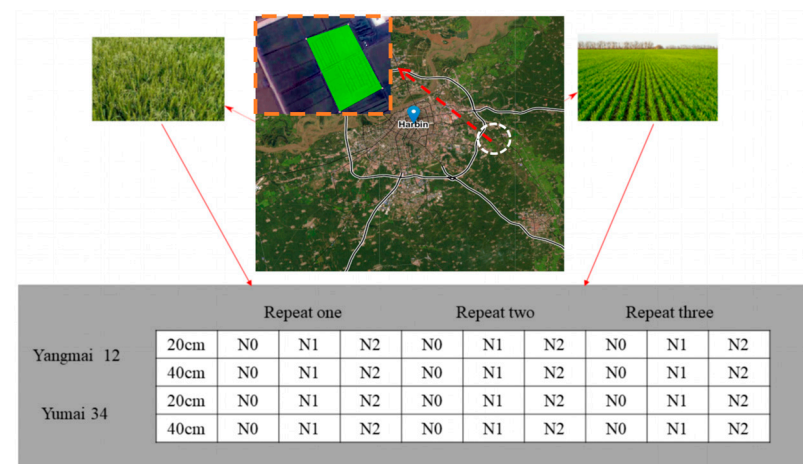 Harbin
Repeat one Repeat two Repeat three
Yangmai 12
20cm N0 N1 N2 N0 N1 N2 N0 N1 N2
40cm N0 N1 N2 N0 N1 N2 N0 N1 N2
Yumai 34
20cm N0 N1 N2 N0 N1 N2 N0 N1 N2
40cm N0 N1 N2 N0 N1 N2 N0 N1 N2